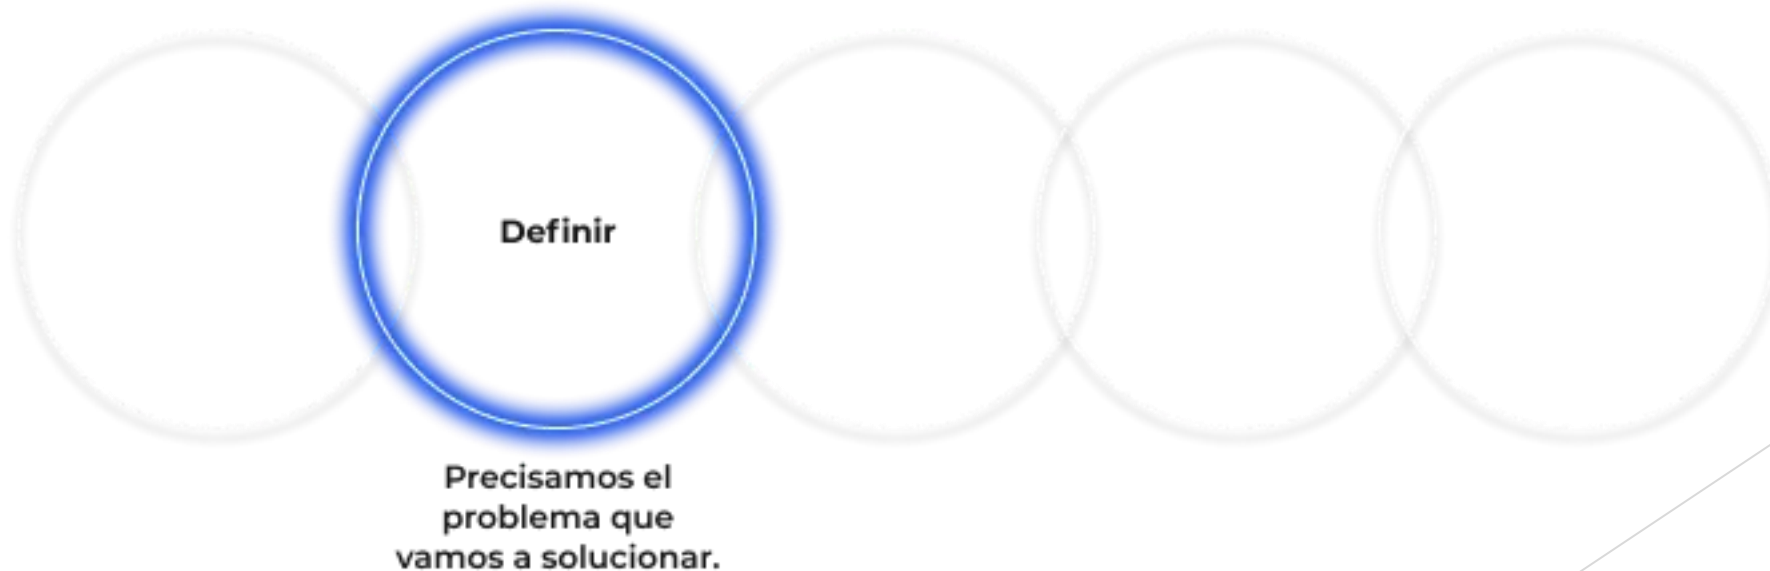 Definir
Precisamos el
problema que
vamos a solucionar.